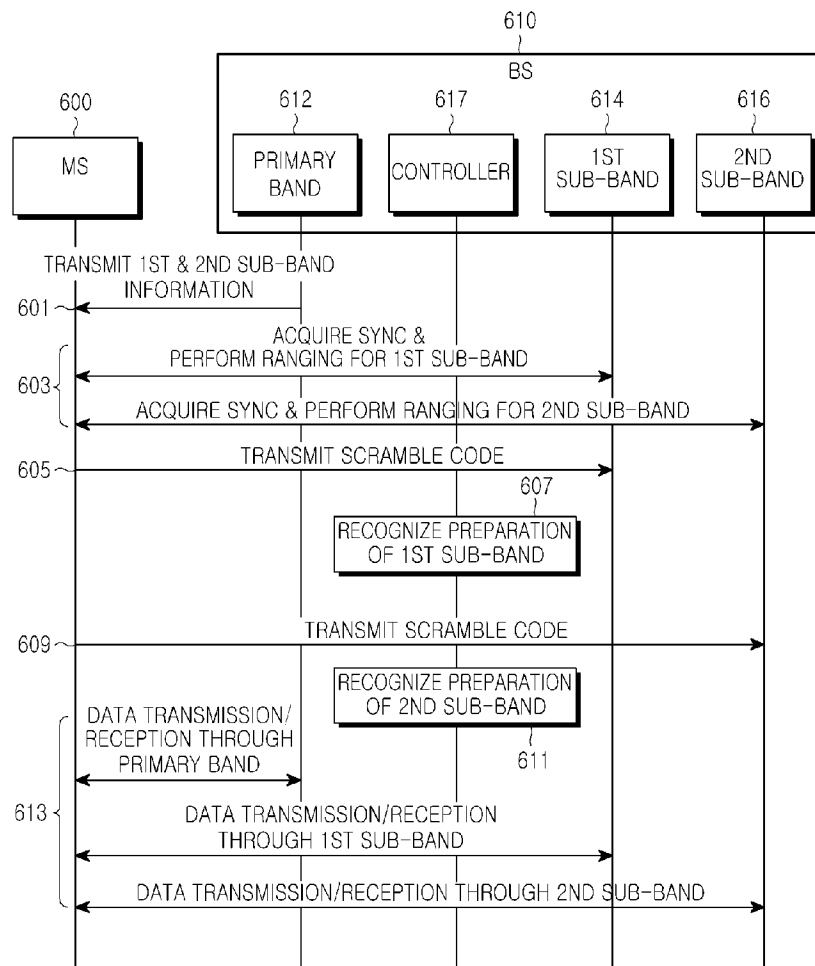 610
BS
600
612
617
614
616
MS
PRIMARY
BAND
CONTROLLER
1ST
SUB-BAND
2ND
SUB-BAND
TRANSMIT 1ST & 2ND SUB-BAND
INFORMATION
601
ACQUIRE SYNC &
PERFORM RANGING FOR 1ST SUB-BAND
603
ACQUIRE SYNC & PERFORM RANGING FOR 2ND SUB-BAND
TRANSMIT SCRAMBLE CODE
605
607
RECOGNIZE PREPARATION
OF 1ST SUB-BAND
TRANSMIT SCRAMBLE CODE
609
RECOGNIZE PREPARATION
OF 2ND SUB-BAND
611
DATA TRANSMISSION/
RECEPTION THROUGH
PRIMARY BAND
613
DATA TRANSMISSION/RECEPTION
THROUGH 1ST SUB-BAND
DATA TRANSMISSION/RECEPTION THROUGH 2ND SUB-BAND